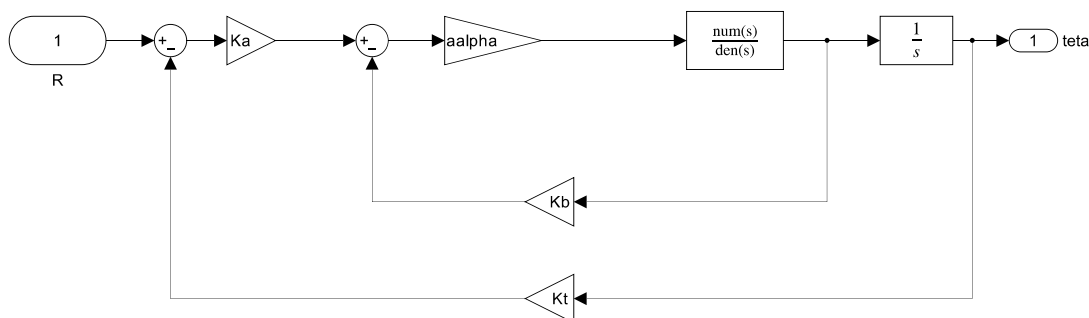 1
R
+
-
Ka
+
-
aalpha
num(s)
den(s)
1
s
1
teta
Kb
Kt